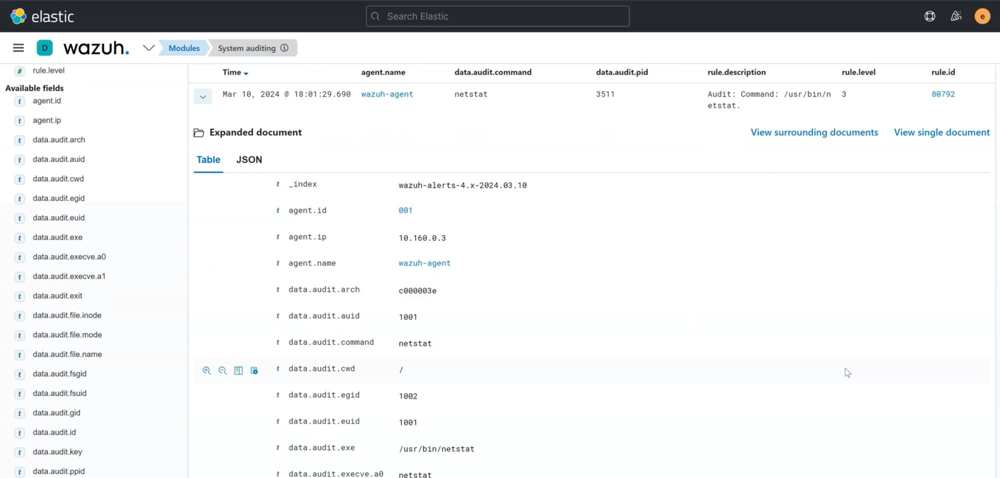 elastic
Search Elastic
e
D
wazuh.
Modules
System auditing
# rule.level
Available fields
t agent.id
t agent.ip
t data.audit.arch
t data.audit.auid
t data.audit.cwd
t data.audit.egid
t data.audit.euid
t data.audit.exe
t data.audit.execve.a0
t data.audit.execve.a1
t data.audit.exit
t data.audit.file.inode
t data.audit.file.mode
t data.audit.file.name
t data.audit.fsgid
t data.audit.fsuid
t data.audit.gid
t data.audit.id
t data.audit.key
t data.audit.ppid
Time agent.name data.audit.command data.audit.pid rule.description rule.level rule.id
Mar 10, 2024 @ 18:01:29.690 wazuh-agent netstat 3511 Audit: Command: /usr/bin/n 3 80792
etstat.
Expanded document View surrounding documents View single document
Table JSON
t _index wazuh-alerts-4.x-2024.03.10
t agent.id 001
t agent.ip 10.160.0.3
t agent.name wazuh-agent
t data.audit.arch c000003e
t data.audit.auid 1001
t data.audit.command netstat
t data.audit.cwd /
t data.audit.egid 1002
t data.audit.euid 1001
t data.audit.exe /usr/bin/netstat
t data.audit.execve.a0 netstat